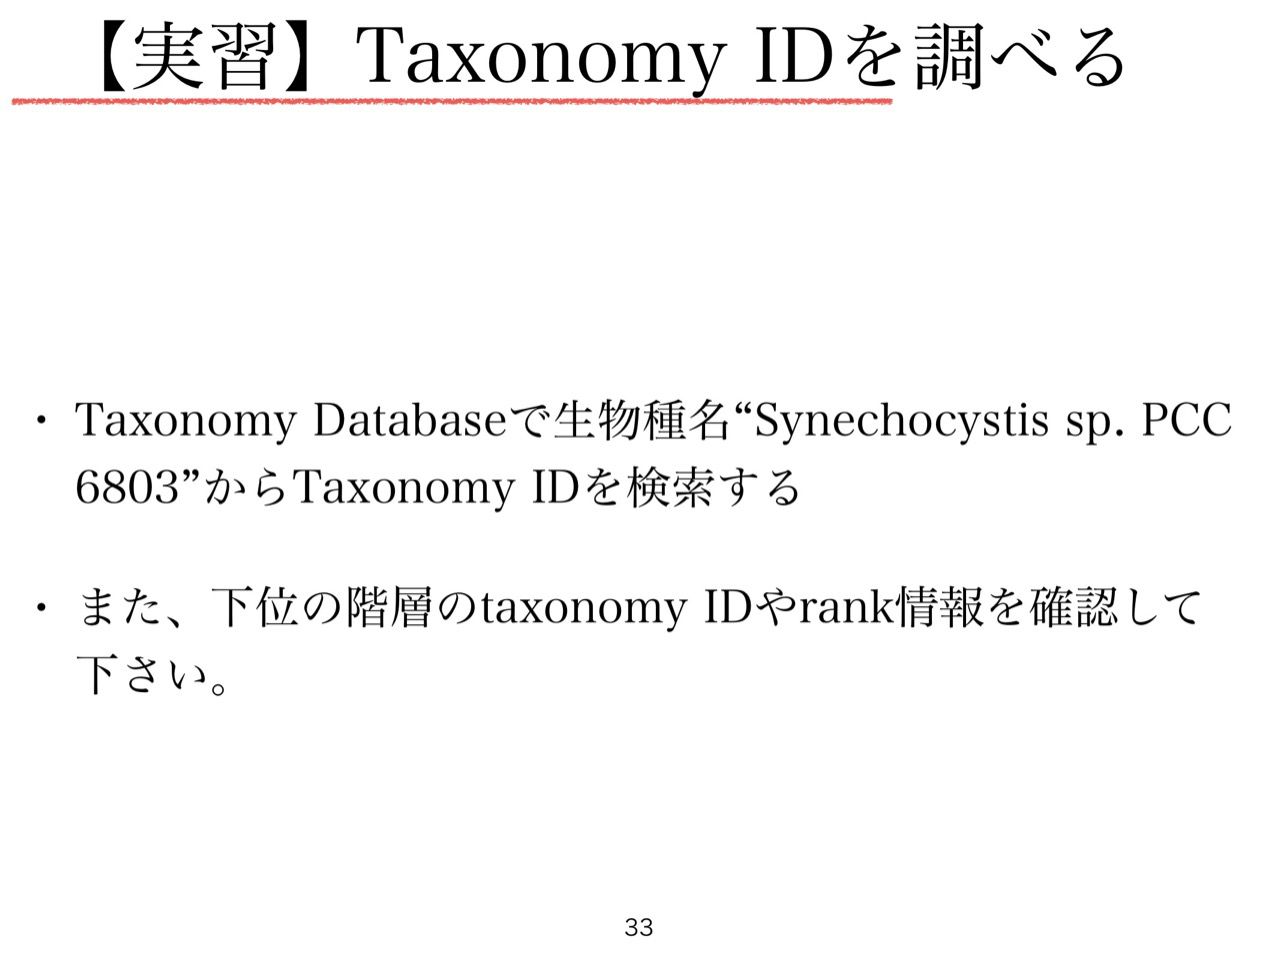 【実習】Taxonomy IDを調べる
・ Taxonomy Databaseで生物種名“Synechocystis sp. PCC
6803”からTaxonomy IDを検索する
・ また、下位の階層のtaxonomy IDやrank情報を確認して
下さい。
33